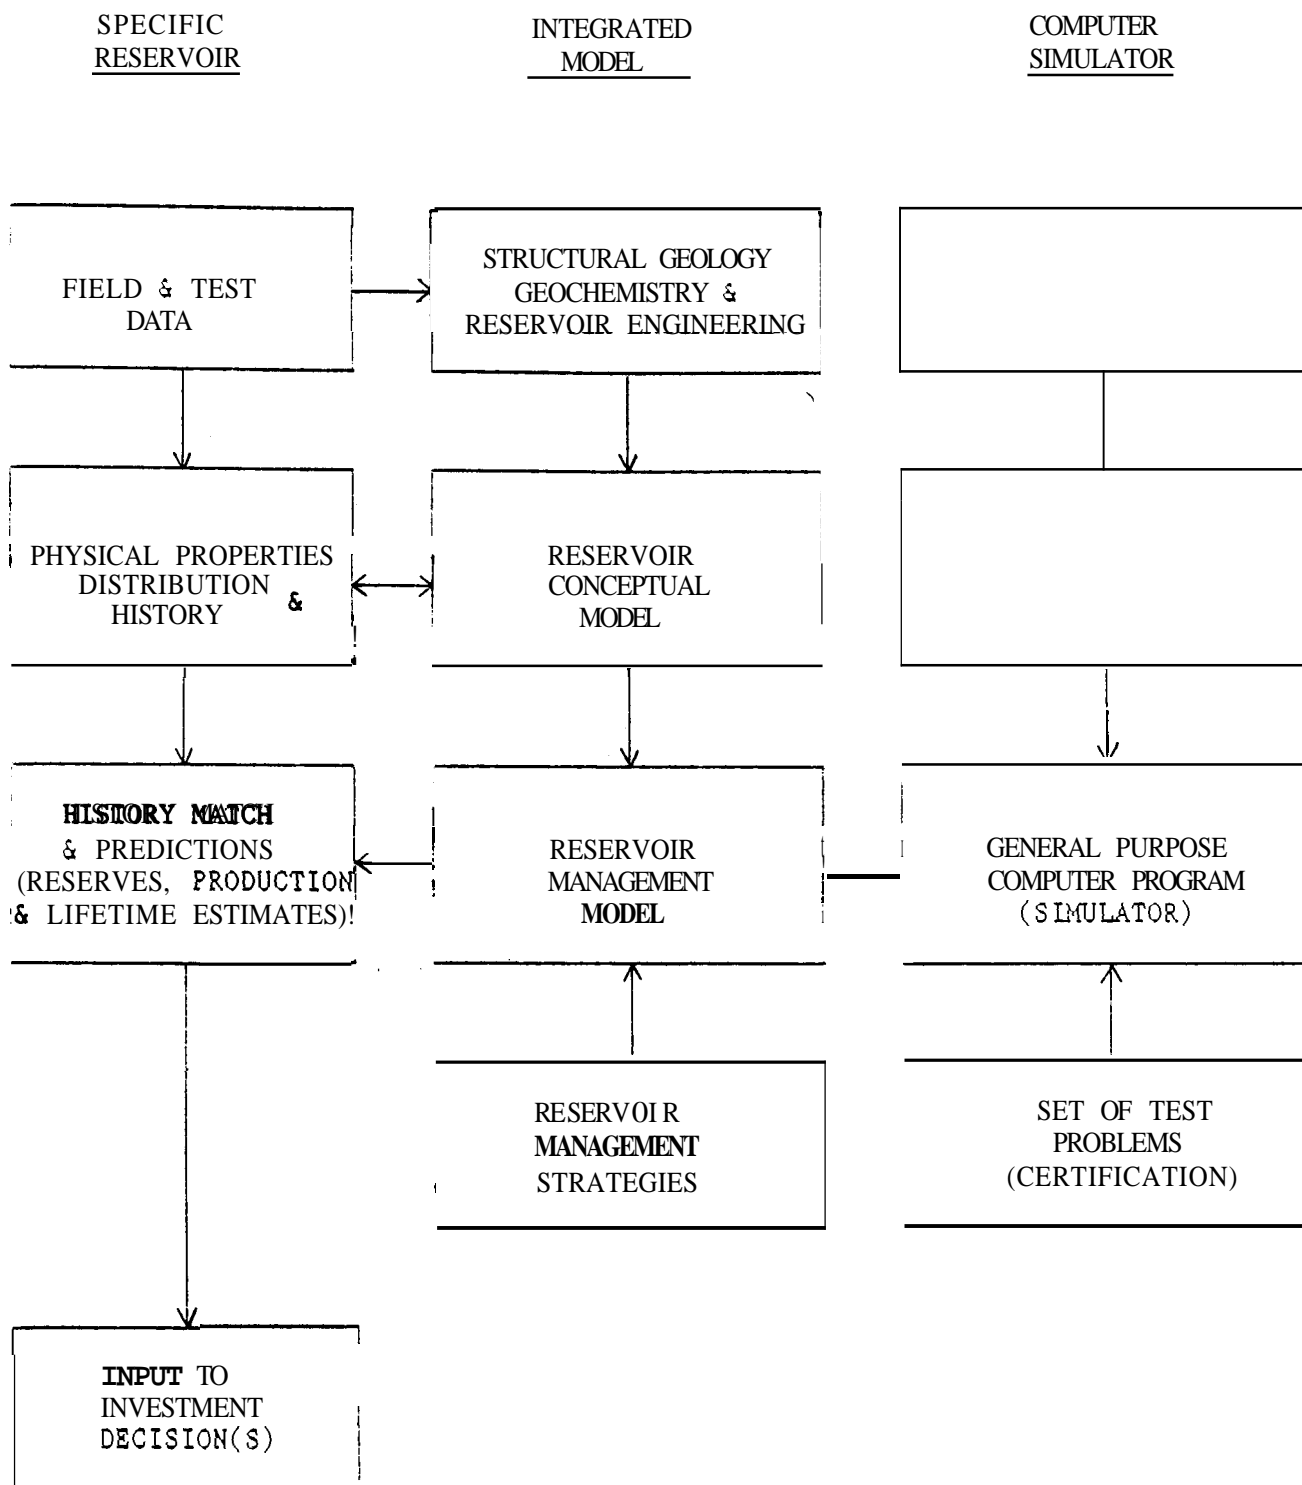 SPECIFIC
RESERVOIR
INTEGRATED
MODEL
COMPUTER
SIMULATOR
FIELD & TEST
DATA
STRUCTURAL GEOLOGY
GEOCHEMISTRY &
RESERVOIR ENGINEERING
PHYSICAL PROPERTIES
DISTRIBUTION
& HISTORY
RESERVOIR
CONCEPTUAL
MODEL
HISTORY MATCH
& PREDICTIONS
(RESERVES, PRODUCTION
& LIFETIME ESTIMATES)!
RESERVOIR
MANAGEMENT
MODEL
GENERAL PURPOSE
COMPUTER PROGRAM
(SIMULATOR)
RESERVOIR
MANAGEMENT
STRATEGIES
SET OF TEST
PROBLEMS
(CERTIFICATION)
INPUT TO
INVESTMENT
DECISION(S)